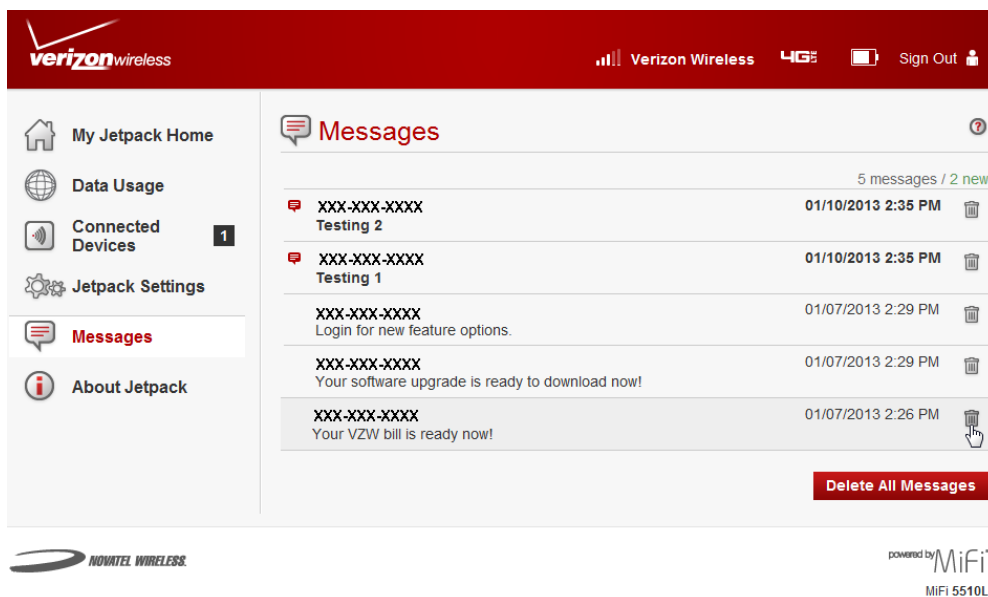 verizonwireless
Verizon Wireless 4G LTE Sign Out
My Jetpack Home
Data Usage
Connected
Devices 1
Jetpack Settings
Messages
About Jetpack
Messages ?
5 messages / 2 new
XXX-XXX-XXXX 01/10/2013 2:35 PM
Testing 2
XXX-XXX-XXXX 01/10/2013 2:35 PM
Testing 1
XXX-XXX-XXXX 01/07/2013 2:29 PM
Login for new feature options.
XXX-XXX-XXXX 01/07/2013 2:29 PM
Your software upgrade is ready to download now!
XXX-XXX-XXXX 01/07/2013 2:26 PM
Your VZW bill is ready now!
Delete All Messages
NOVATEL WIRELESS.
powered by MiFi
MiFi 5510L